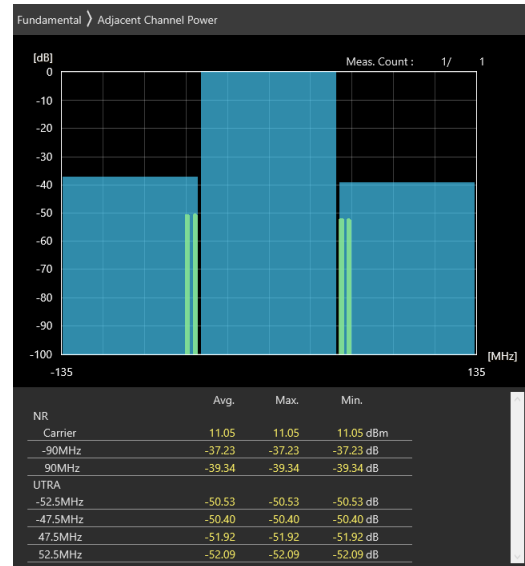 Fundamental 〉 Adjacent Channel Power
[dB]
Meas. Count : 1/ 1
0
-10
-20
-30
-40
-50
-60
-70
-80
-90
-100
[MHz]
-135 135
Avg. Max. Min.
NR
Carrier 11.05 11.05 11.05 dBm
-90MHz -37.23 -37.23 -37.23 dB
90MHz -39.34 -39.34 -39.34 dB
UTRA
-52.5MHz -50.53 -50.53 -50.53 dB
-47.5MHz -50.40 -50.40 -50.40 dB
47.5MHz -51.92 -51.92 -51.92 dB
52.5MHz -52.09 -52.09 -52.09 dB